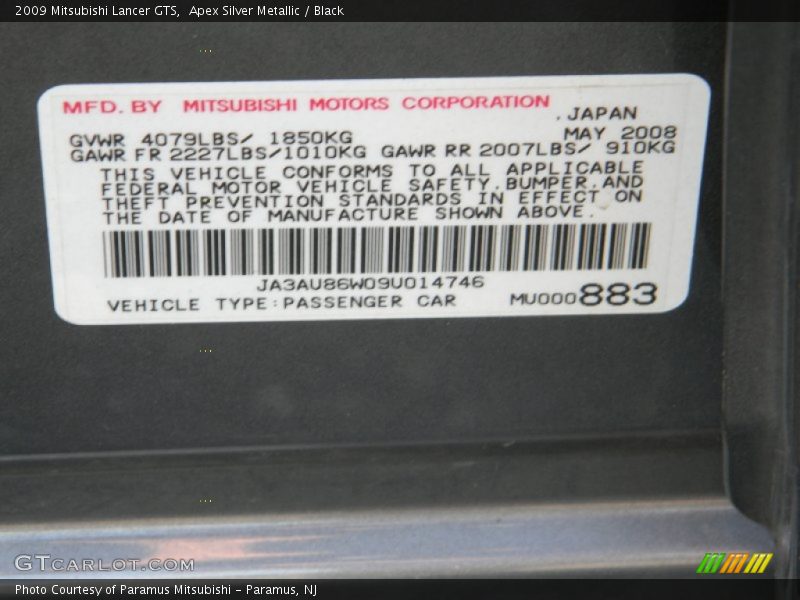 2009 Mitsubishi Lancer GTS,  Apex Silver Metallic / Black
MFD. BY  MITSUBISHI MOTORS CORPORATION
. JAPAN
GVWR 4079LBS/ 1850KG
MAY 2008
GAWR FR 2227LBS/1010KG GAWR RR 2007LBS/ 910KG
THIS VEHICLE CONFORMS TO ALL APPLICABLE
FEDERAL MOTOR VEHICLE SAFETY, BUMPER, AND
THEFT PREVENTION STANDARDS IN EFFECT ON
THE DATE OF MANUFACTURE SHOWN ABOVE.
JA3AU86W09U014746
VEHICLE TYPE:PASSENGER CAR
MU000883
GTCARLOT.COM
Photo Courtesy of Paramus Mitsubishi – Paramus, NJ